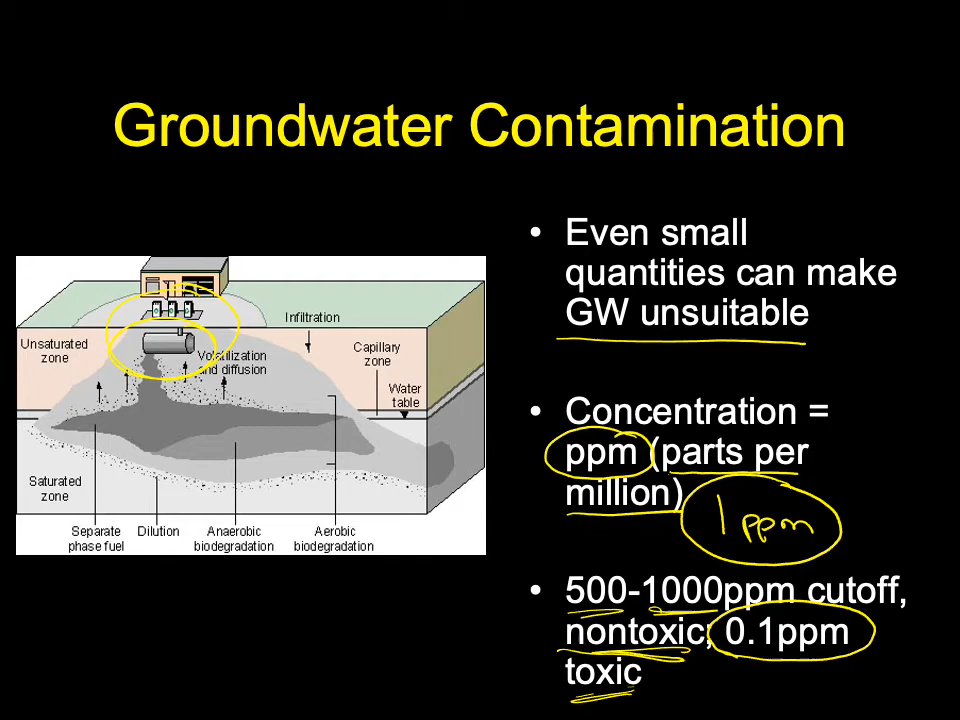 Groundwater Contamination
• Even small
quantities can make
GW unsuitable
• Concentration =
ppm (parts per
million)
1 ppm
• 500-1000ppm cutoff,
nontoxic; 0.1ppm
toxic
Infiltration
Unsaturated
zone
Capillary
zone
Volatilization
and diffusion
Water
table
Saturated
zone
Separate
phase fuel
Dilution
Anaerobic
biodegradation
Aerobic
biodegradation